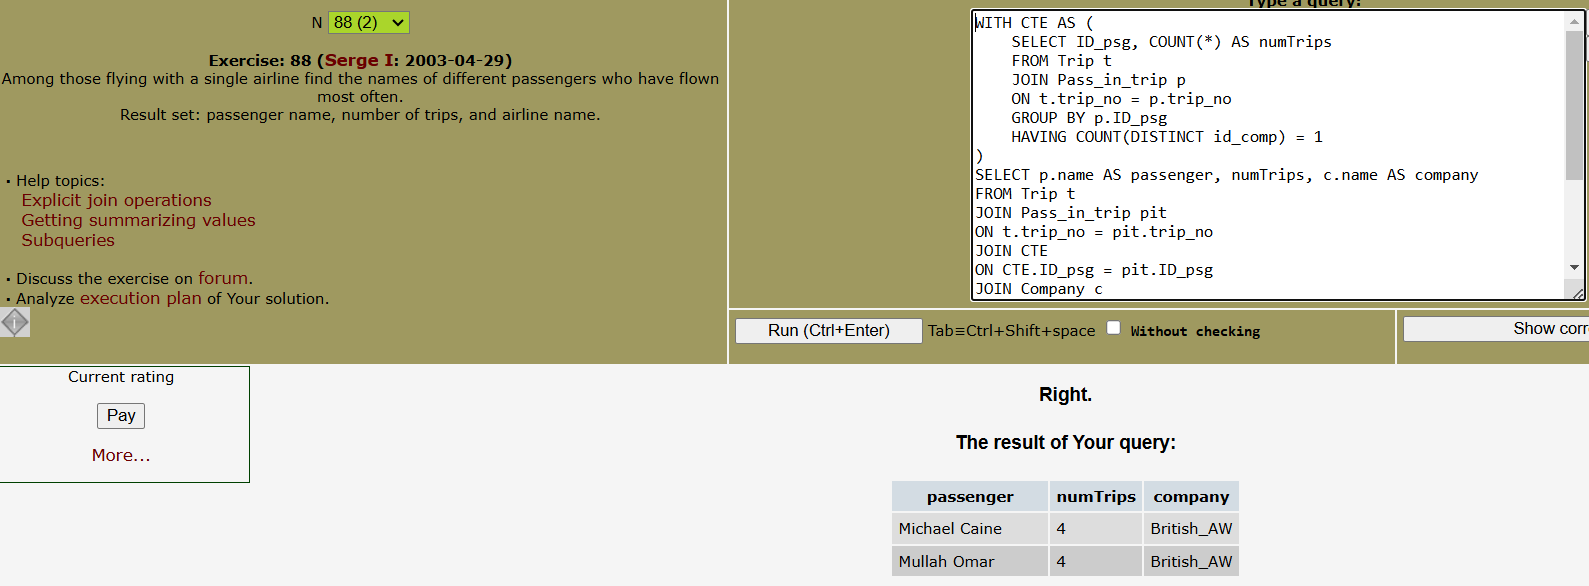 N 88 (2)
Exercise: 88 (Serge I: 2003-04-29)
Among those flying with a single airline find the names of different passengers who have flown
most often.
Result set: passenger name, number of trips, and airline name.
· Help topics:
Explicit join operations
Getting summarizing values
Subqueries
· Discuss the exercise on forum.
· Analyze execution plan of Your solution.
Type a query:
WITH CTE AS (
    SELECT ID_psg, COUNT(*) AS numTrips
    FROM Trip t
    JOIN Pass_in_trip p
    ON t.trip_no = p.trip_no
    GROUP BY p.ID_psg
    HAVING COUNT(DISTINCT id_comp) = 1
)
SELECT p.name AS passenger, numTrips, c.name AS company
FROM Trip t
JOIN Pass_in_trip pit
ON t.trip_no = pit.trip_no
JOIN CTE
ON CTE.ID_psg = pit.ID_psg
JOIN Company c
Run (Ctrl+Enter) Tab≡Ctrl+Shift+space Without checking
Show corr
Current rating
Pay
More...
Right.
The result of Your query:
passenger numTrips company
Michael Caine 4 British_AW
Mullah Omar 4 British_AW